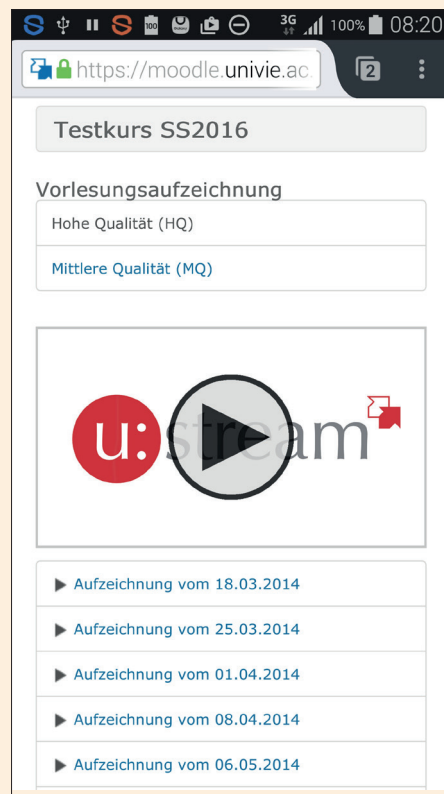 3G 100% 08:20
https://moodle.univie.ac. 2
Testkurs SS2016
Vorlesungsaufzeichnung
Hohe Qualität (HQ)
Mittlere Qualität (MQ)
u:stream
Aufzeichnung vom 18.03.2014
Aufzeichnung vom 25.03.2014
Aufzeichnung vom 01.04.2014
Aufzeichnung vom 08.04.2014
Aufzeichnung vom 06.05.2014